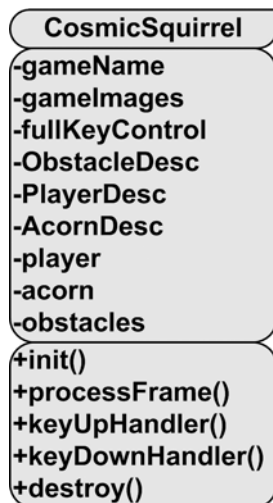 CosmicSquirrel
-gameName
-gameImages
-fullKeyControl
-ObstacleDesc
-PlayerDesc
-AcornDesc
-player
-acorn
-obstacles
+init()
+processFrame()
+keyUpHandler()
+keyDownHandler()
+destroy()